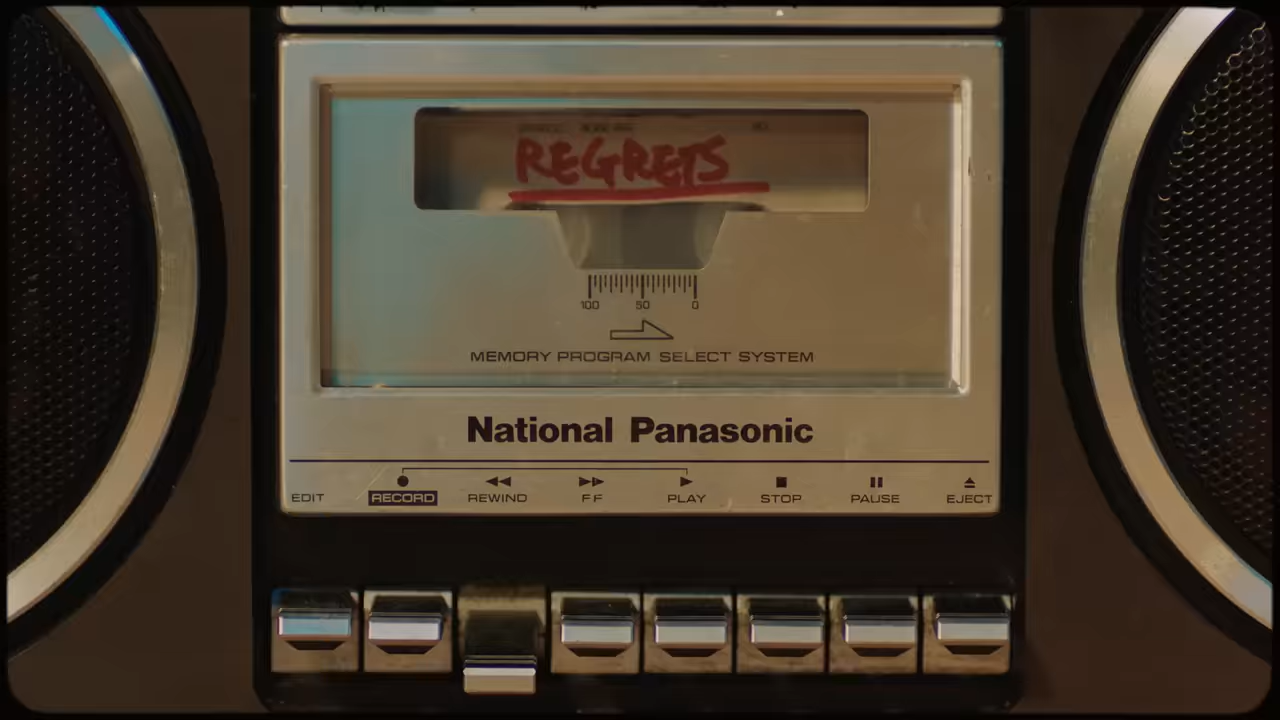 REGRETS
100 50 0
MEMORY PROGRAM SELECT SYSTEM
National Panasonic
EDIT RECORD REWIND FF PLAY STOP PAUSE EJECT